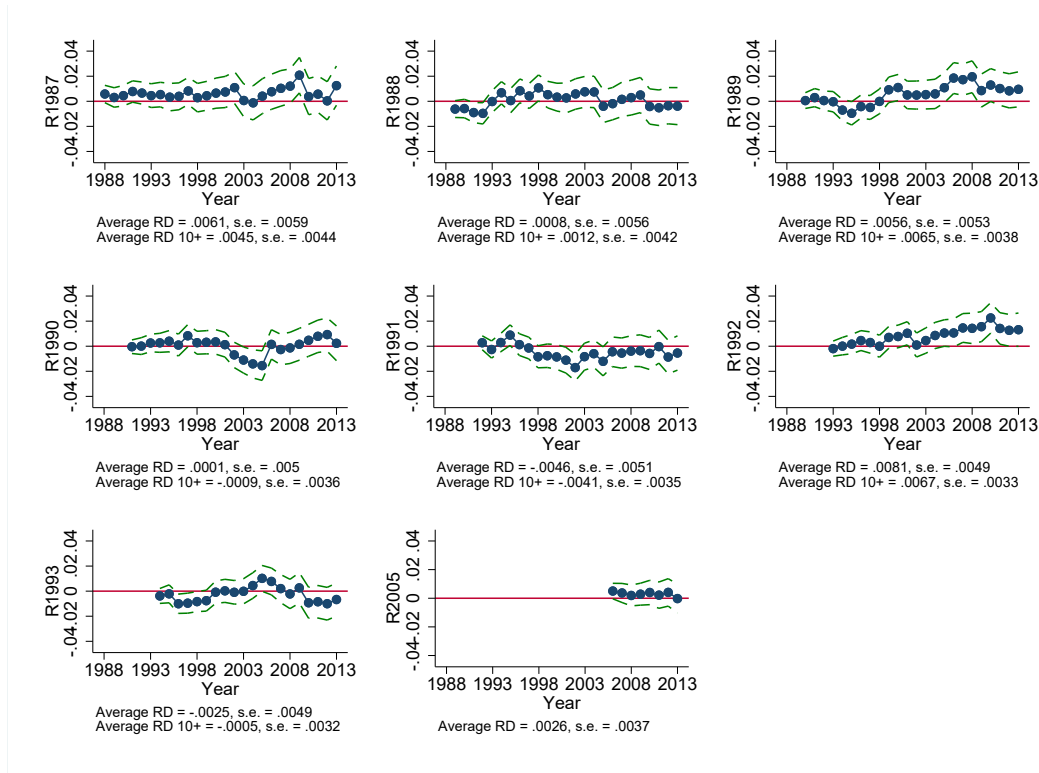 R1987
-.04-.02 0 .02.04
1988 1993 1998 2003 2008 2013
Year
Average RD = .0061, s.e. = .0059
Average RD 10+ = .0045, s.e. = .0044
R1988
-.04-.02 0 .02.04
1988 1993 1998 2003 2008 2013
Year
Average RD = .0008, s.e. = .0056
Average RD 10+ = .0012, s.e. = .0042
R1989
-.04-.02 0 .02.04
1988 1993 1998 2003 2008 2013
Year
Average RD = .0056, s.e. = .0053
Average RD 10+ = .0065, s.e. = .0038
R1990
-.04-.02 0 .02.04
1988 1993 1998 2003 2008 2013
Year
Average RD = .0001, s.e. = .005
Average RD 10+ = -.0009, s.e. = .0036
R1991
-.04-.02 0 .02.04
1988 1993 1998 2003 2008 2013
Year
Average RD = -.0046, s.e. = .0051
Average RD 10+ = -.0041, s.e. = .0035
R1992
-.04-.02 0 .02.04
1988 1993 1998 2003 2008 2013
Year
Average RD = .0081, s.e. = .0049
Average RD 10+ = .0067, s.e. = .0033
R1993
-.04-.02 0 .02.04
1988 1993 1998 2003 2008 2013
Year
Average RD = -.0025, s.e. = .0049
Average RD 10+ = -.0005, s.e. = .0032
R2005
-.04-.02 0 .02.04
1988 1993 1998 2003 2008 2013
Year
Average RD = .0026, s.e. = .0037